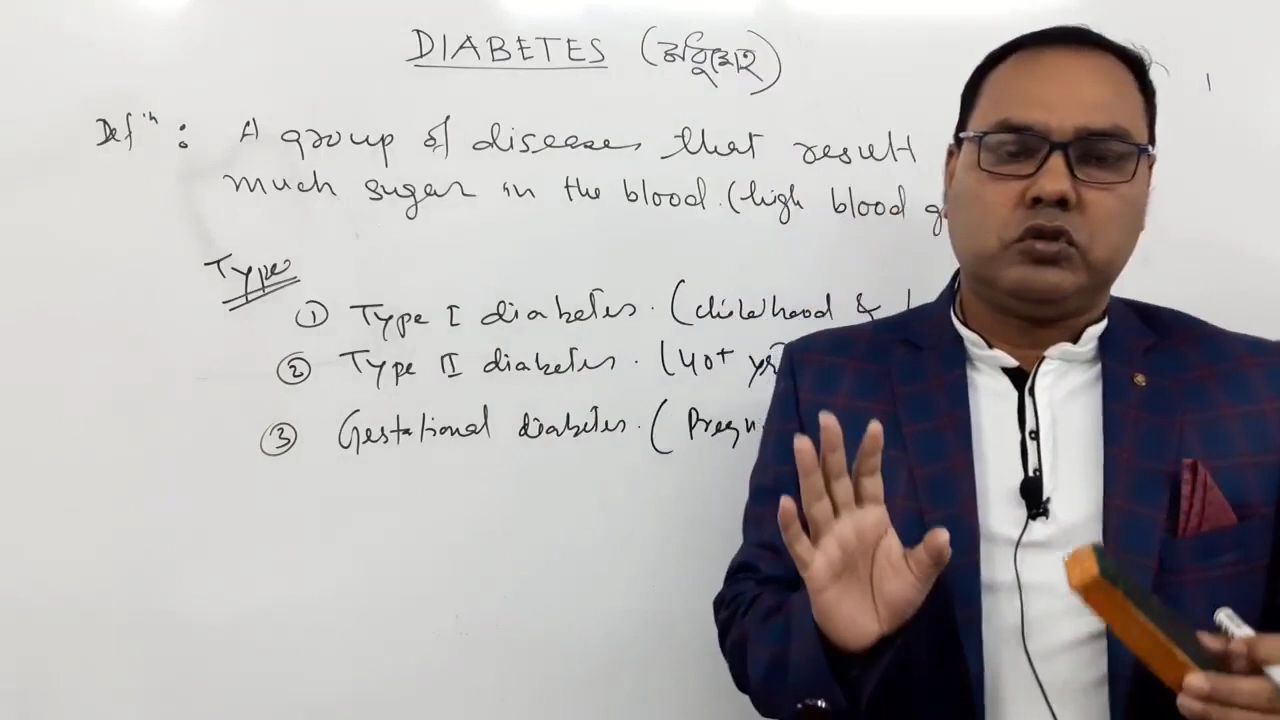 DIABETES (মধুমেহ)
Defⁿ : A group of diseases that result
much sugar in the blood. (high blood g
Type
① Type I diabetes. (childhood &
② Type II diabetes. (40+ yrs
③ Gestational diabetes. (Pregn